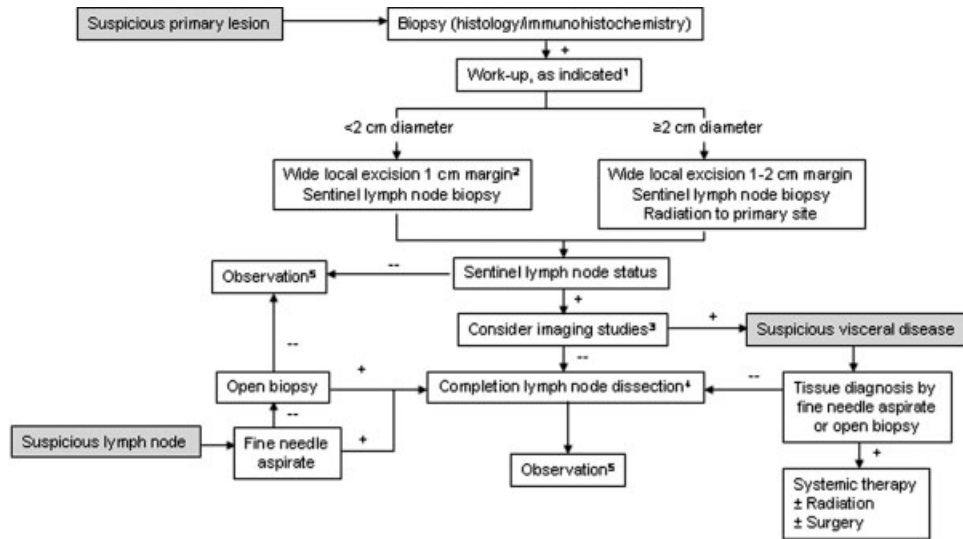 Suspicious primary lesion
Biopsy (histology/immunohistochemistry)
+
Work-up, as indicated¹
<2 cm diameter
≥2 cm diameter
Wide local excision 1 cm margin²
Sentinel lymph node biopsy
Wide local excision 1-2 cm margin
Sentinel lymph node biopsy
Radiation to primary site
Observation⁵
--
Sentinel lymph node status
+
Consider imaging studies³
+
Suspicious visceral disease
--
--
--
Open biopsy
+
Completion lymph node dissection⁴
Tissue diagnosis by
fine needle aspirate
or open biopsy
--
Suspicious lymph node
Fine needle
aspirate
+
Observation⁵
+
Systemic therapy
± Radiation
± Surgery